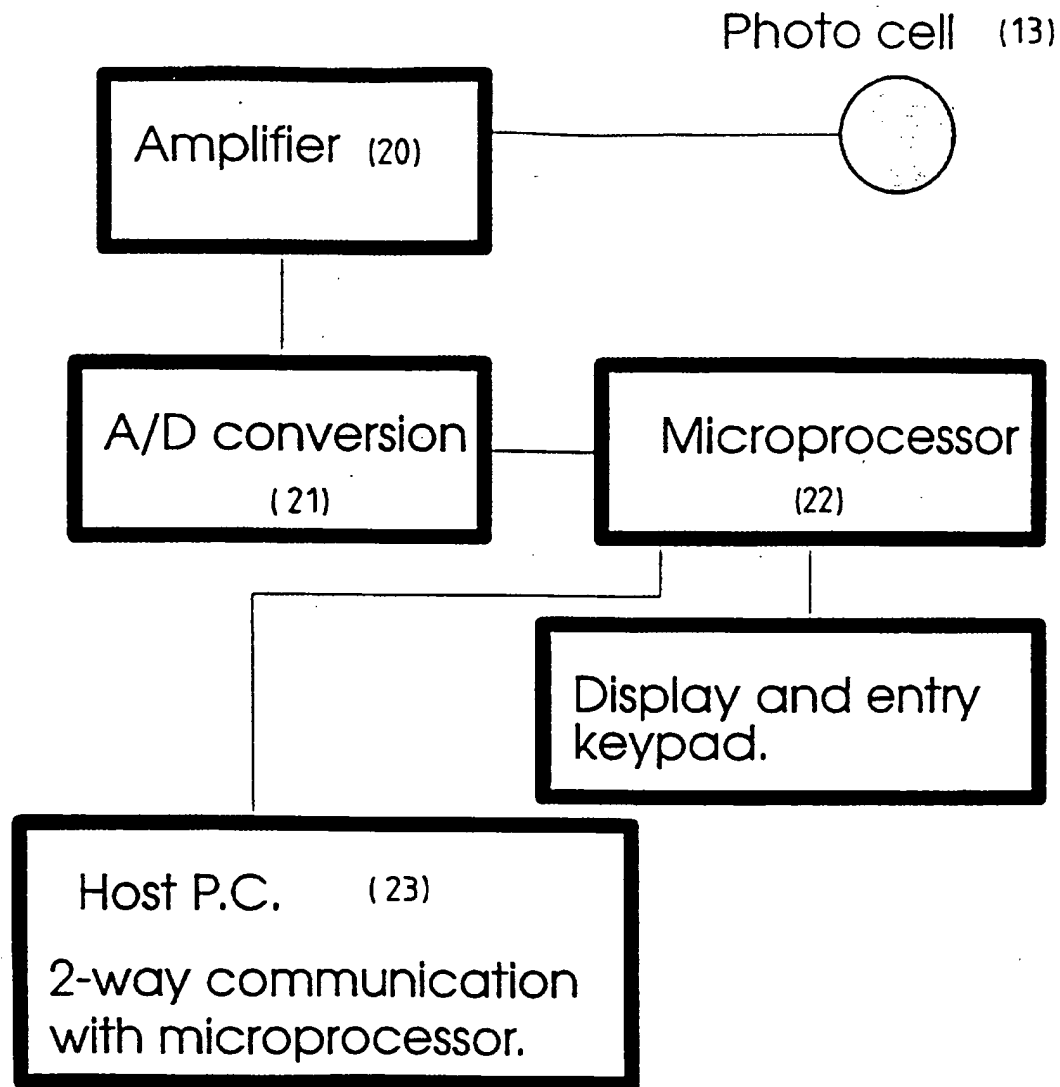 Photo cell (13)
Amplifier (20)
A/D conversion
(21)
Microprocessor
(22)
Display and entry
keypad.
Host P.C. (23)
2-way communication
with microprocessor.